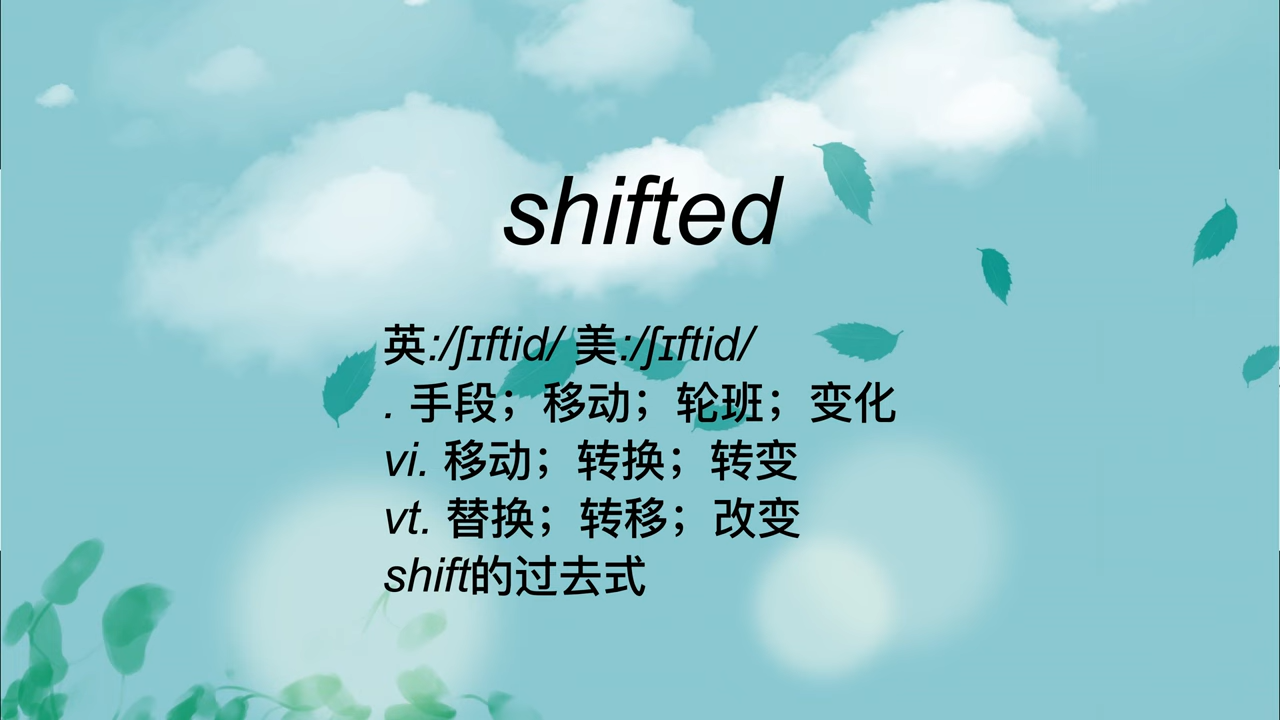 shifted
英:/ʃɪftid/ 美:/ʃɪftid/
. 手段；移动；轮班；变化
vi. 移动；转换；转变
vt. 替换；转移；改变
shift的过去式